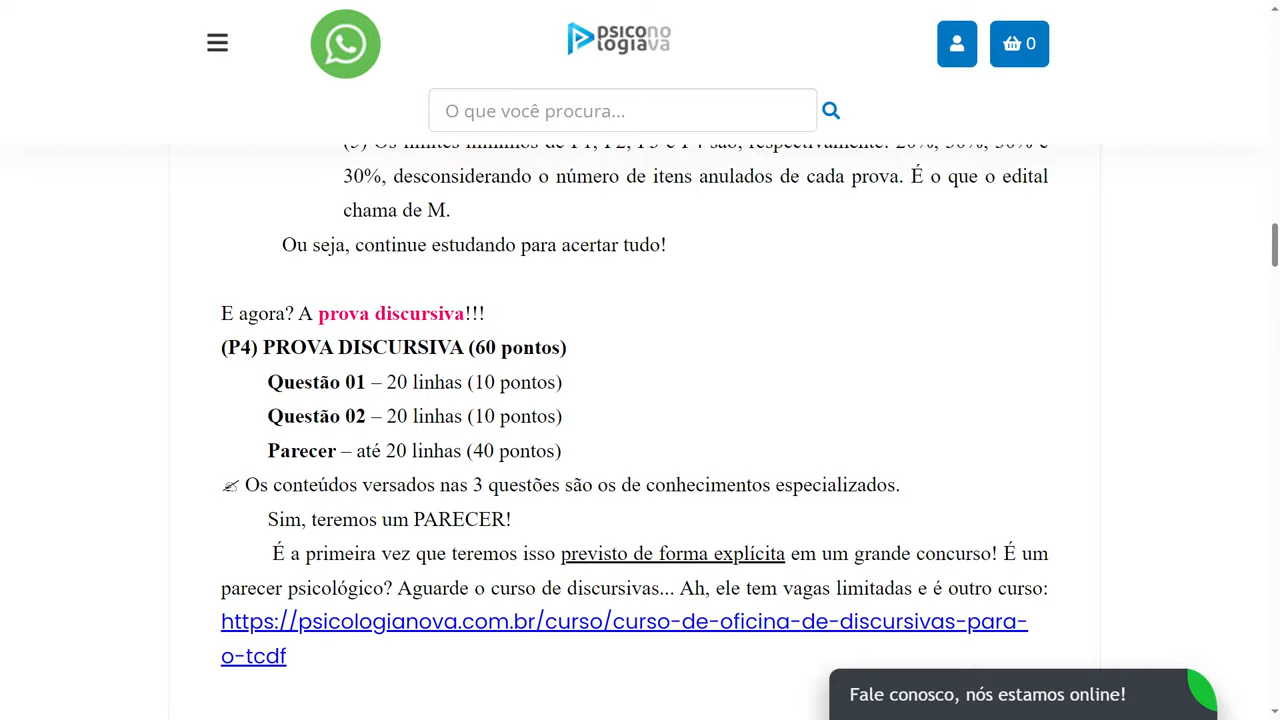 psicono
logiava
0
O que você procura...
30%, desconsiderando o número de itens anulados de cada prova. É o que o edital
chama de M.
Ou seja, continue estudando para acertar tudo!
E agora? A prova discursiva!!!
(P4) PROVA DISCURSIVA (60 pontos)
Questão 01 – 20 linhas (10 pontos)
Questão 02 – 20 linhas (10 pontos)
Parecer – até 20 linhas (40 pontos)
Os conteúdos versados nas 3 questões são os de conhecimentos especializados.
Sim, teremos um PARECER!
É a primeira vez que teremos isso previsto de forma explícita em um grande concurso! É um
parecer psicológico? Aguarde o curso de discursivas... Ah, ele tem vagas limitadas e é outro curso:
https://psicologianova.com.br/curso/curso-de-oficina-de-discursivas-para-
o-tcdf
Fale conosco, nós estamos online!